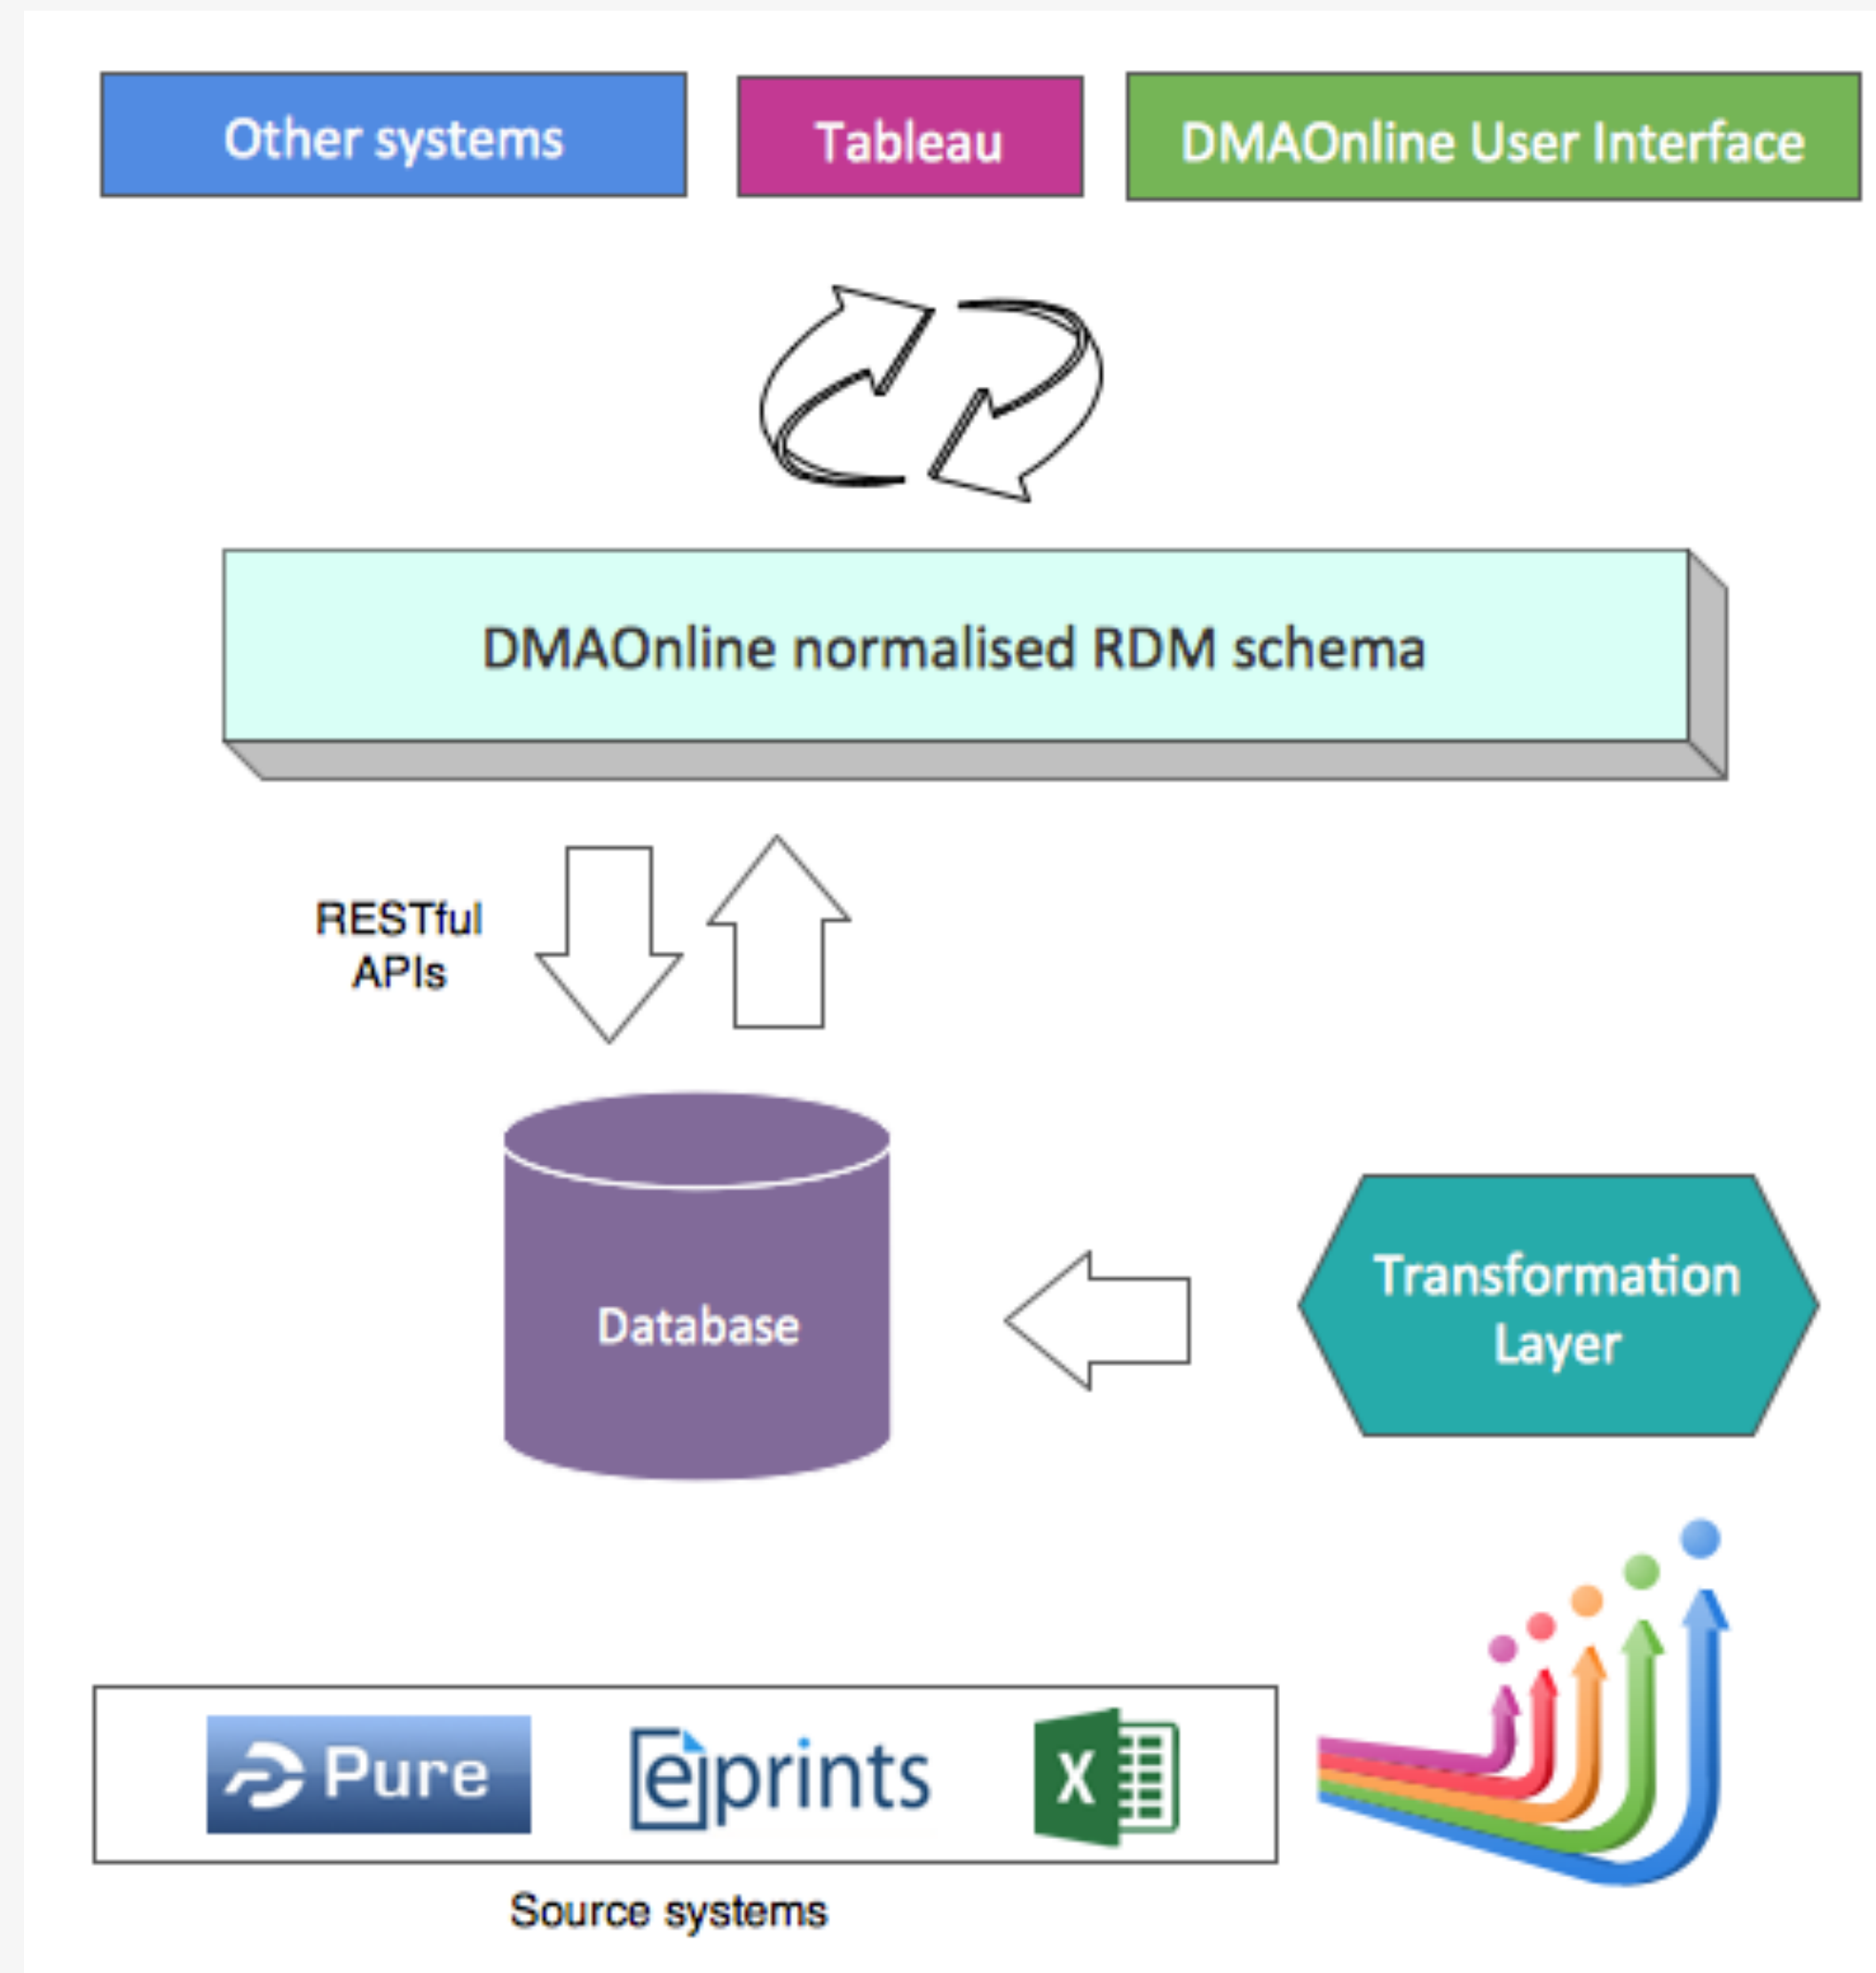 Other systems
Tableau
DMAOnline User Interface
DMAOnline normalised RDM schema
RESTful
APIs
Database
Transformation
Layer
Pure
eprints
X
Source systems